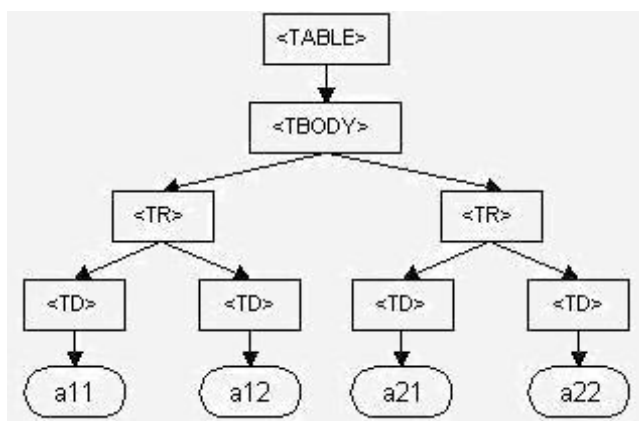 <TABLE>
<TBODY>
<TR> <TR>
<TD> <TD> <TD> <TD>
a11 a12 a21 a22